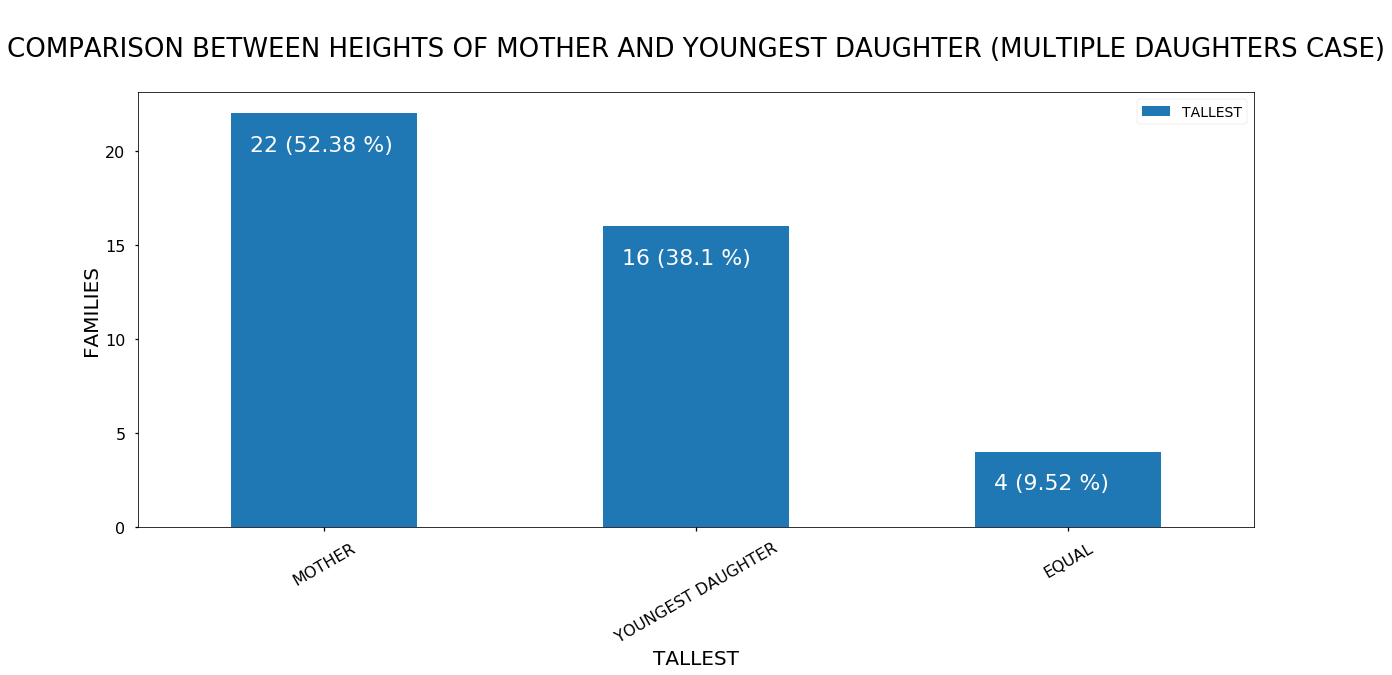 COMPARISON BETWEEN HEIGHTS OF MOTHER AND YOUNGEST DAUGHTER (MULTIPLE DAUGHTERS CASE)
TALLEST
22 (52.38 %)
16 (38.1 %)
4 (9.52 %)
FAMILIES
20
15
10
5
0
MOTHER
YOUNGEST DAUGHTER
EQUAL
TALLEST